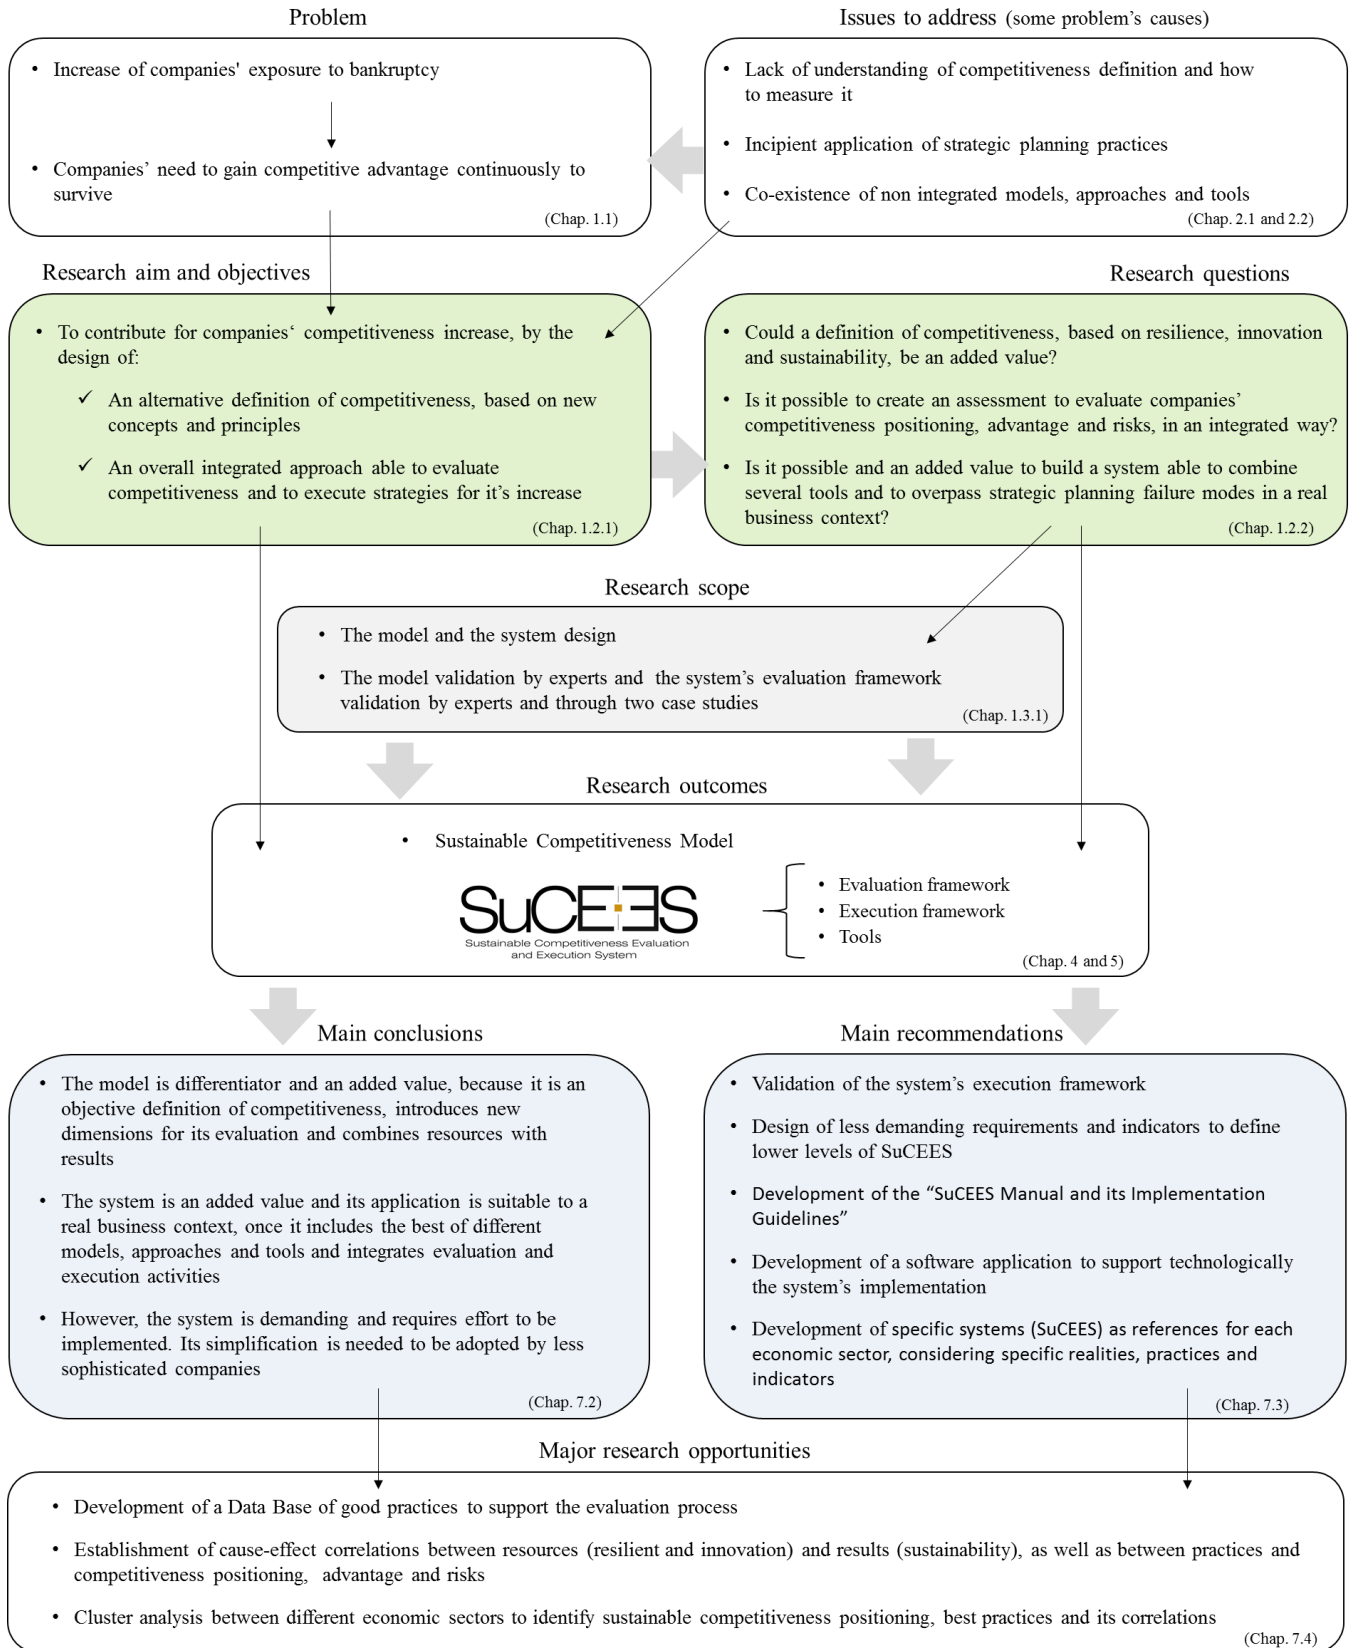 Problem
• Increase of companies' exposure to bankruptcy
• Companies' need to gain competitive advantage continuously to
survive
(Chap. 1.1)
Issues to address (some problem's causes)
• Lack of understanding of competitiveness definition and how
to measure it
• Incipient application of strategic planning practices
• Co-existence of non integrated models, approaches and tools
(Chap. 2.1 and 2.2)
Research aim and objectives
• To contribute for companies‘ competitiveness increase, by the
design of:
✓ An alternative definition of competitiveness, based on new
concepts and principles
✓ An overall integrated approach able to evaluate
competitiveness and to execute strategies for it's increase
(Chap. 1.2.1)
Research questions
• Could a definition of competitiveness, based on resilience, innovation
and sustainability, be an added value?
• Is it possible to create an assessment to evaluate companies'
competitiveness positioning, advantage and risks, in an integrated way?
• Is it possible and an added value to build a system able to combine
several tools and to overpass strategic planning failure modes in a real
business context?
(Chap. 1.2.2)
Research scope
• The model and the system design
• The model validation by experts and the system's evaluation framework
validation by experts and through two case studies
(Chap. 1.3.1)
Research outcomes
• Sustainable Competitiveness Model
SuCEES
Sustainable Competitiveness Evaluation
and Execution System
• Evaluation framework
• Execution framework
• Tools
(Chap. 4 and 5)
Main conclusions
• The model is differentiator and an added value, because it is an
objective definition of competitiveness, introduces new
dimensions for its evaluation and combines resources with
results
• The system is an added value and its application is suitable to a
real business context, once it includes the best of different
models, approaches and tools and integrates evaluation and
execution activities
• However, the system is demanding and requires effort to be
implemented. Its simplification is needed to be adopted by less
sophisticated companies
(Chap. 7.2)
Main recommendations
• Validation of the system's execution framework
• Design of less demanding requirements and indicators to define
lower levels of SuCEES
• Development of the “SuCEES Manual and its Implementation
Guidelines”
• Development of a software application to support technologically
the system's implementation
• Development of specific systems (SuCEES) as references for each
economic sector, considering specific realities, practices and
indicators
(Chap. 7.3)
Major research opportunities
• Development of a Data Base of good practices to support the evaluation process
• Establishment of cause-effect correlations between resources (resilient and innovation) and results (sustainability), as well as between practices and
competitiveness positioning, advantage and risks
• Cluster analysis between different economic sectors to identify sustainable competitiveness positioning, best practices and its correlations
(Chap. 7.4)